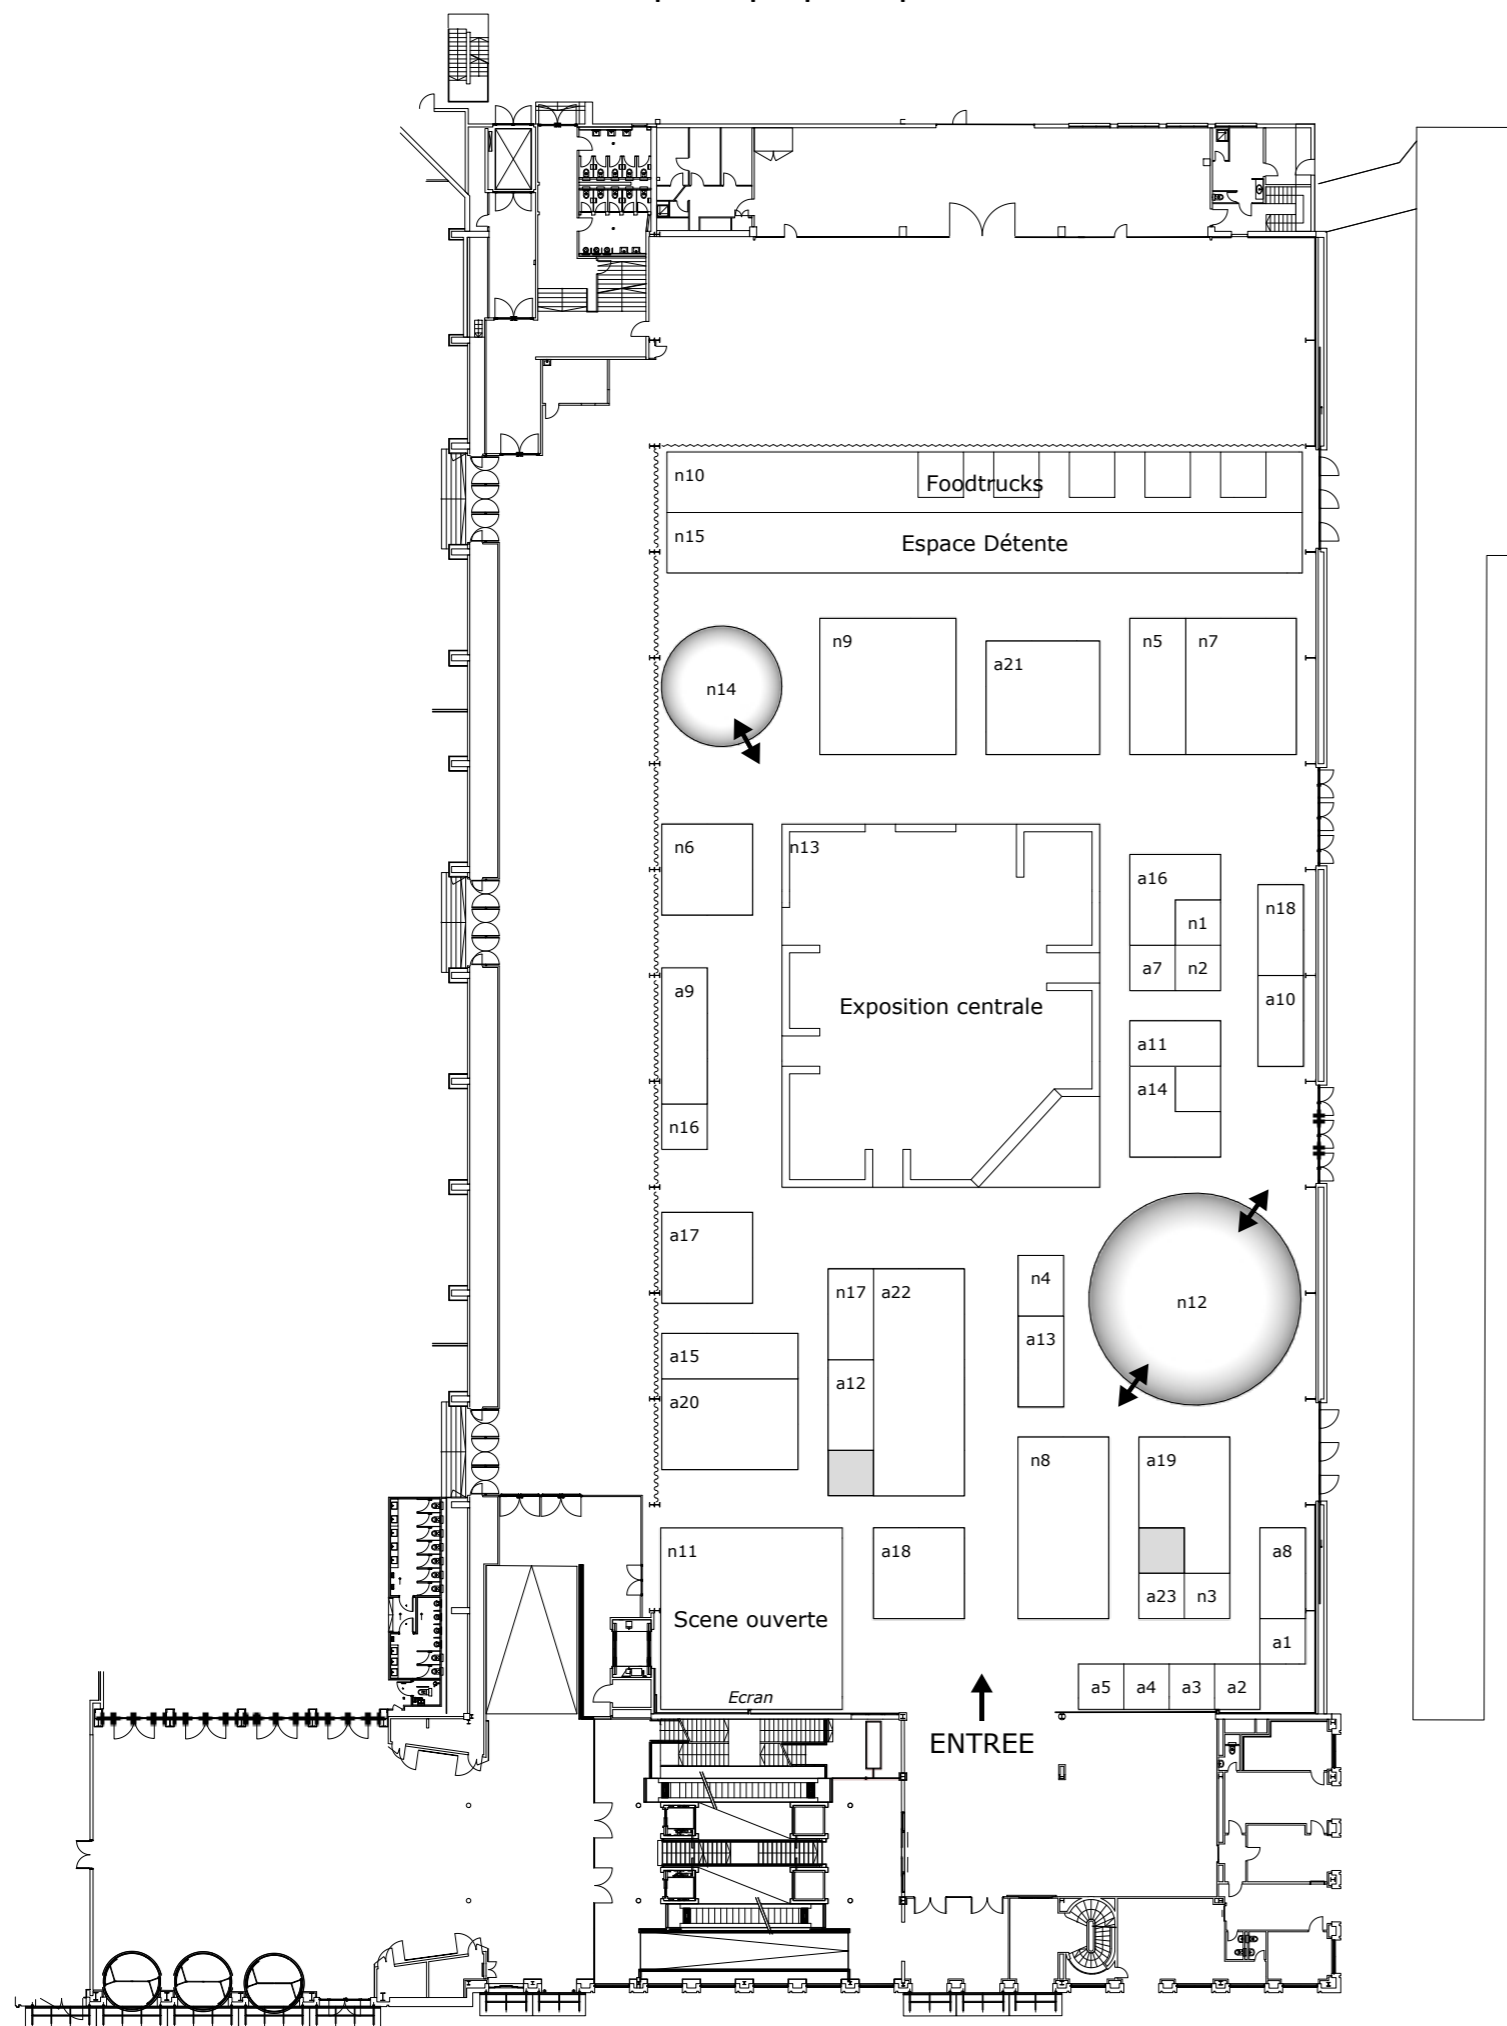 n10
Foodtrucks
n15
Espace Détente
n9
a21
n5
n7
n14
n6
n13
a16
n18
n1
a7
n2
a9
a10
Exposition centrale
a11
a14
n16
a17
n4
n17
a22
n12
a13
a15
a12
a20
n8
a19
n11
a18
a8
a23
n3
Scene ouverte
a1
a5
a4
a3
a2
Ecran
ENTREE